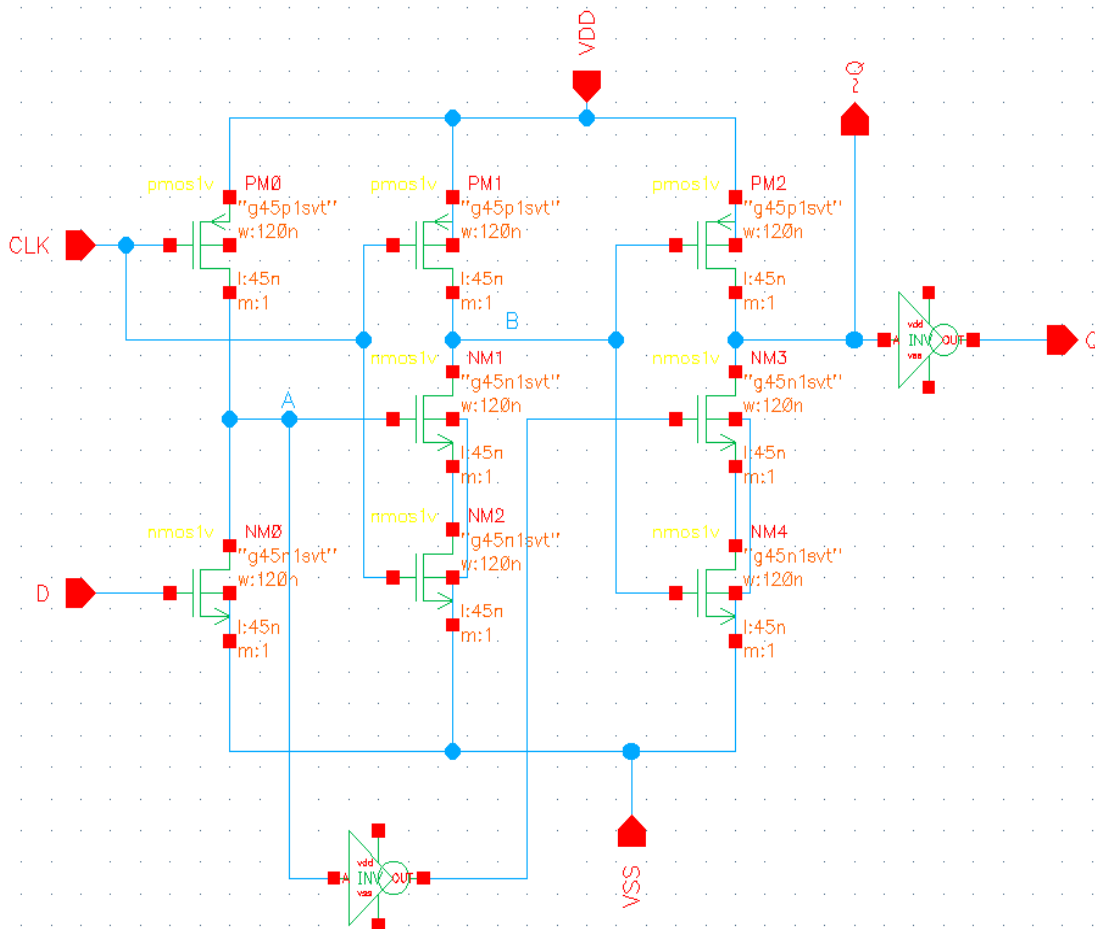 VDD
~Q
pmos1v
PM0
"g45p1svt"
w:120n
l:45n
m:1
pmos1v
PM1
"g45p1svt"
w:120n
l:45n
m:1
pmos1v
PM2
"g45p1svt"
w:120n
l:45n
m:1
CLK
B
A
vdd
INV
vss
OUT
Q
nmos1v
NM1
"g45n1svt"
w:120n
l:45n
m:1
nmos1v
NM3
"g45n1svt"
w:120n
l:45n
m:1
A
nmos1v
NM0
"g45n1svt"
w:120n
l:45n
m:1
nmos1v
NM2
"g45n1svt"
w:120n
l:45n
m:1
nmos1v
NM4
"g45n1svt"
w:120n
l:45n
m:1
D
A
vdd
INV
vss
OUT
VSS